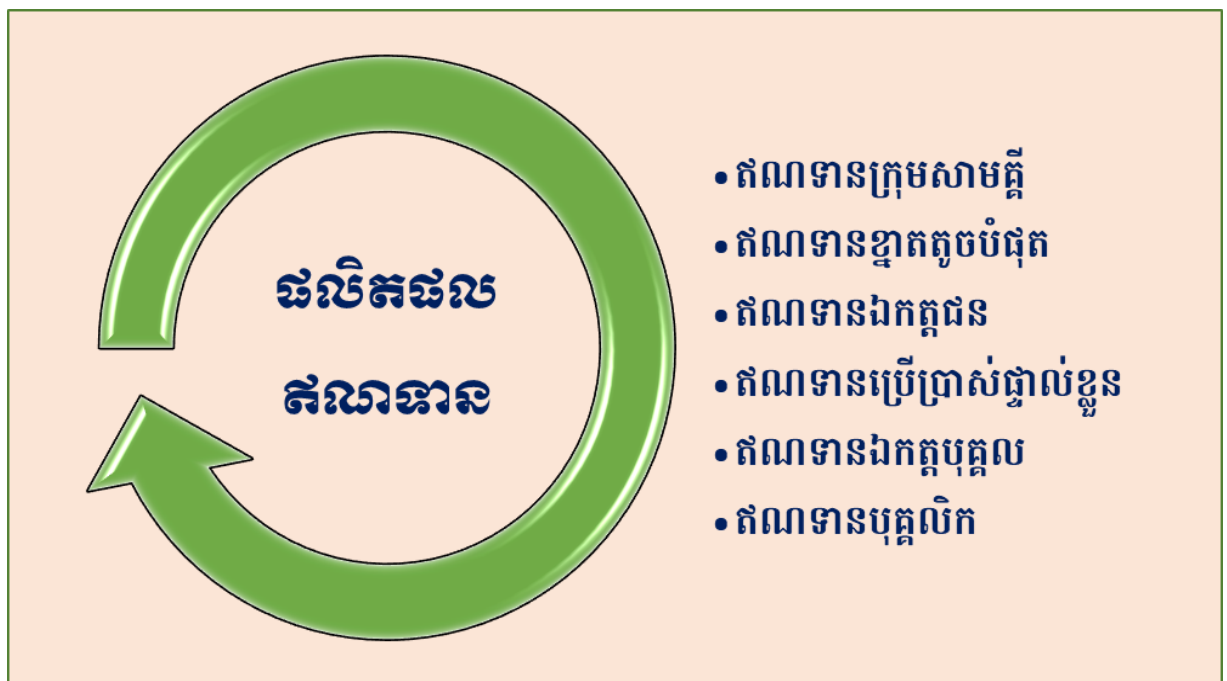 ផលិតផល
ឥណទាន
•ឥណទានក្រុមសាមគ្គី
•ឥណទានខ្នាតតូចបំផុត
•ឥណទានឯកត្តជន
•ឥណទានប្រើប្រាស់ផ្ទាល់ខ្លួន
•ឥណទានឯកត្តបុគ្គល
•ឥណទានបុគ្គលិក